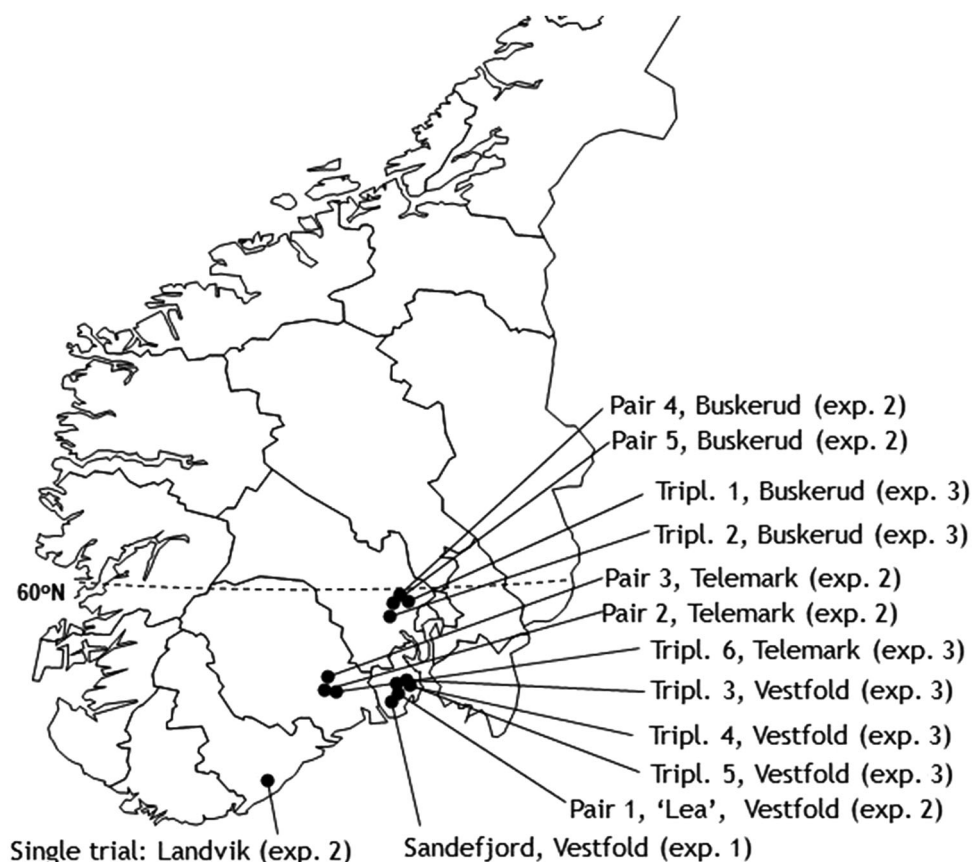 Pair 4, Buskerud (exp. 2)
Pair 5, Buskerud (exp. 2)
Tripl. 1, Buskerud (exp. 3)
Tripl. 2, Buskerud (exp. 3)
60ºN
Pair 3, Telemark (exp. 2)
Pair 2, Telemark (exp. 2)
Tripl. 6, Telemark (exp. 3)
Tripl. 3, Vestfold (exp. 3)
Tripl. 4, Vestfold (exp. 3)
Tripl. 5, Vestfold (exp. 3)
Pair 1, ‘Lea’, Vestfold (exp. 2)
Single trial: Landvik (exp. 2)
Sandefjord, Vestfold (exp. 1)